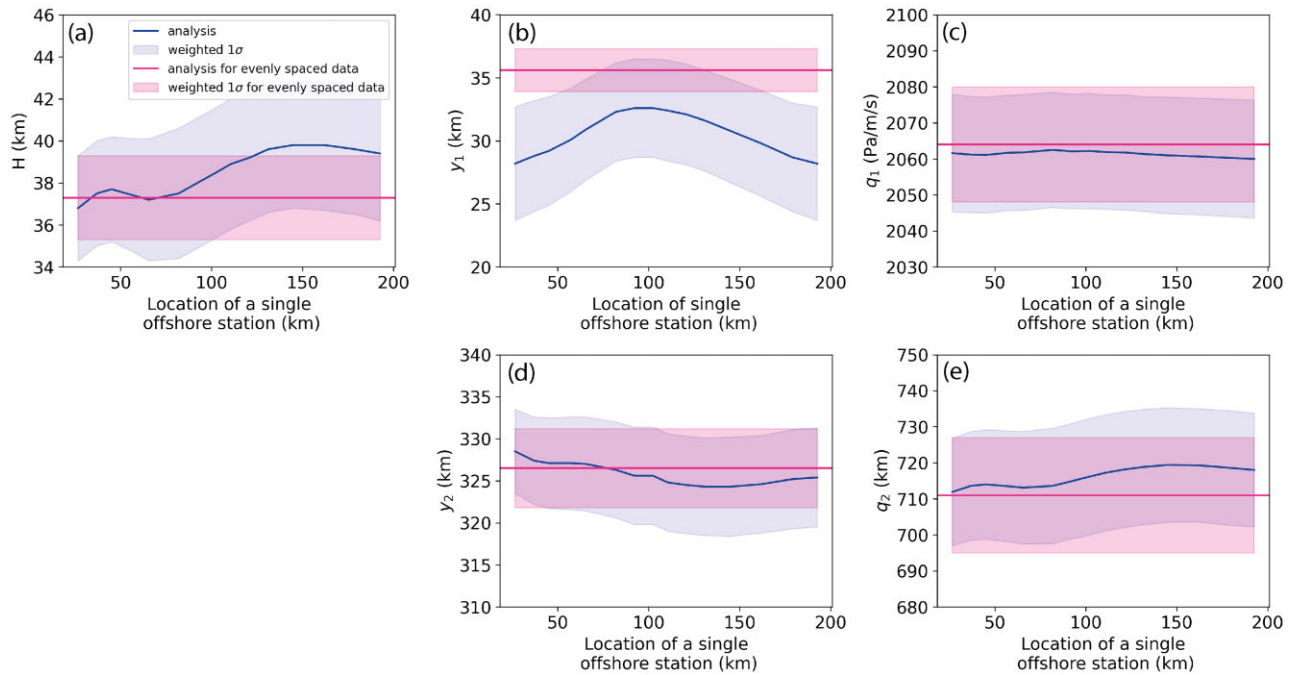 (a)
46
44
42
40
38
36
34
H (km)
analysis
weighted 1σ
analysis for evenly spaced data
weighted 1σ for evenly spaced data
50
100
150
200
Location of a single
offshore station (km)
(b)
40
35
30
25
20
y₁ (km)
50
100
150
200
Location of single
offshore station (km)
(c)
2100
2090
2080
2070
2060
2050
2040
2030
q₁ (Pa/m/s)
50
100
150
200
Location of a single
offshore station (km)
(d)
340
335
330
325
320
315
310
y₂ (km)
50
100
150
200
Location of a single
offshore station (km)
(e)
750
740
730
720
710
700
690
680
q₂ (km)
50
100
150
200
Location of a single
offshore station (km)